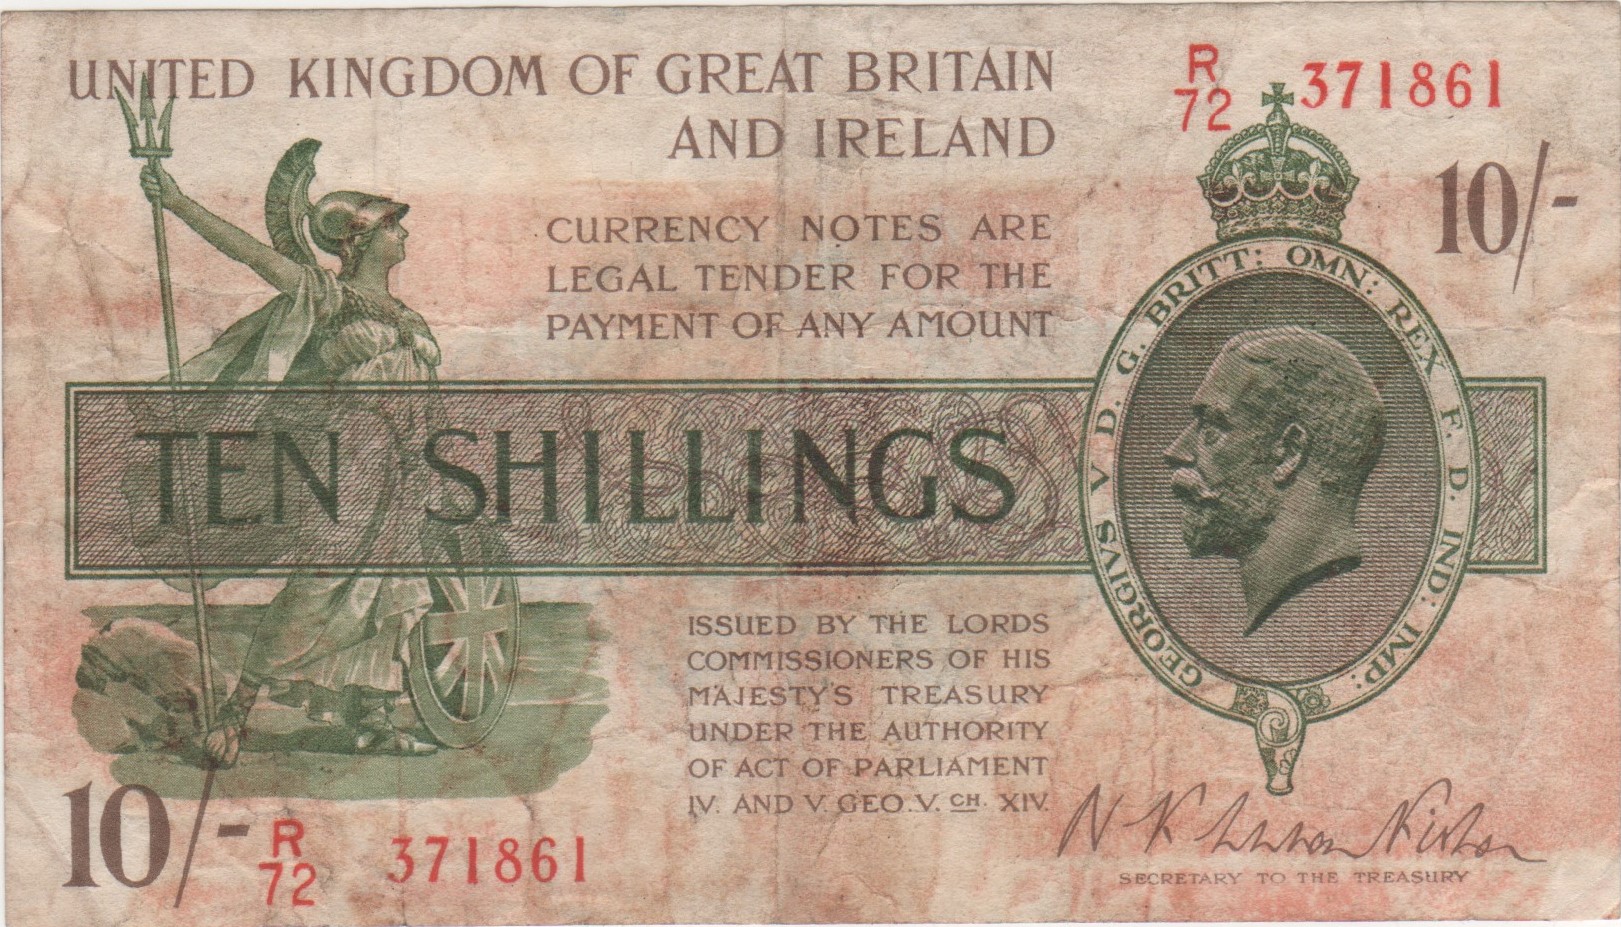 UNITED KINGDOM OF GREAT BRITAIN
AND IRELAND
R/72 371861
10/-
CURRENCY NOTES ARE
LEGAL TENDER FOR THE
PAYMENT OF ANY AMOUNT
GEORGIVS V D. G. BRITT: OMN: REX F. D. IND: IMP:
TEN SHILLINGS
ISSUED BY THE LORDS
COMMISSIONERS OF HIS
MAJESTY'S TREASURY
UNDER THE AUTHORITY
OF ACT OF PARLIAMENT
IV. AND V. GEO. V. CH. XIV.
N K Warren Fisher
SECRETARY TO THE TREASURY
10/-
R/72 371861